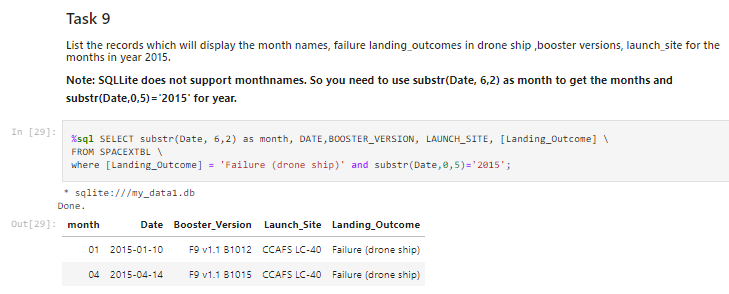 Task 9
List the records which will display the month names, failure landing_outcomes in drone ship ,booster versions, launch_site for the
months in year 2015.
Note: SQLLite does not support monthnames. So you need to use substr(Date, 6,2) as month to get the months and
substr(Date,0,5)='2015' for year.
In [29]: %sql SELECT substr(Date, 6,2) as month, DATE,BOOSTER_VERSION, LAUNCH_SITE, [Landing_Outcome] \
FROM SPACEXTBL \
where [Landing_Outcome] = 'Failure (drone ship)' and substr(Date,0,5)='2015';
* sqlite:///my_data1.db
Done.
Out[29]: month Date Booster_Version Launch_Site Landing_Outcome
01 2015-01-10 F9 v1.1 B1012 CCAFS LC-40 Failure (drone ship)
04 2015-04-14 F9 v1.1 B1015 CCAFS LC-40 Failure (drone ship)